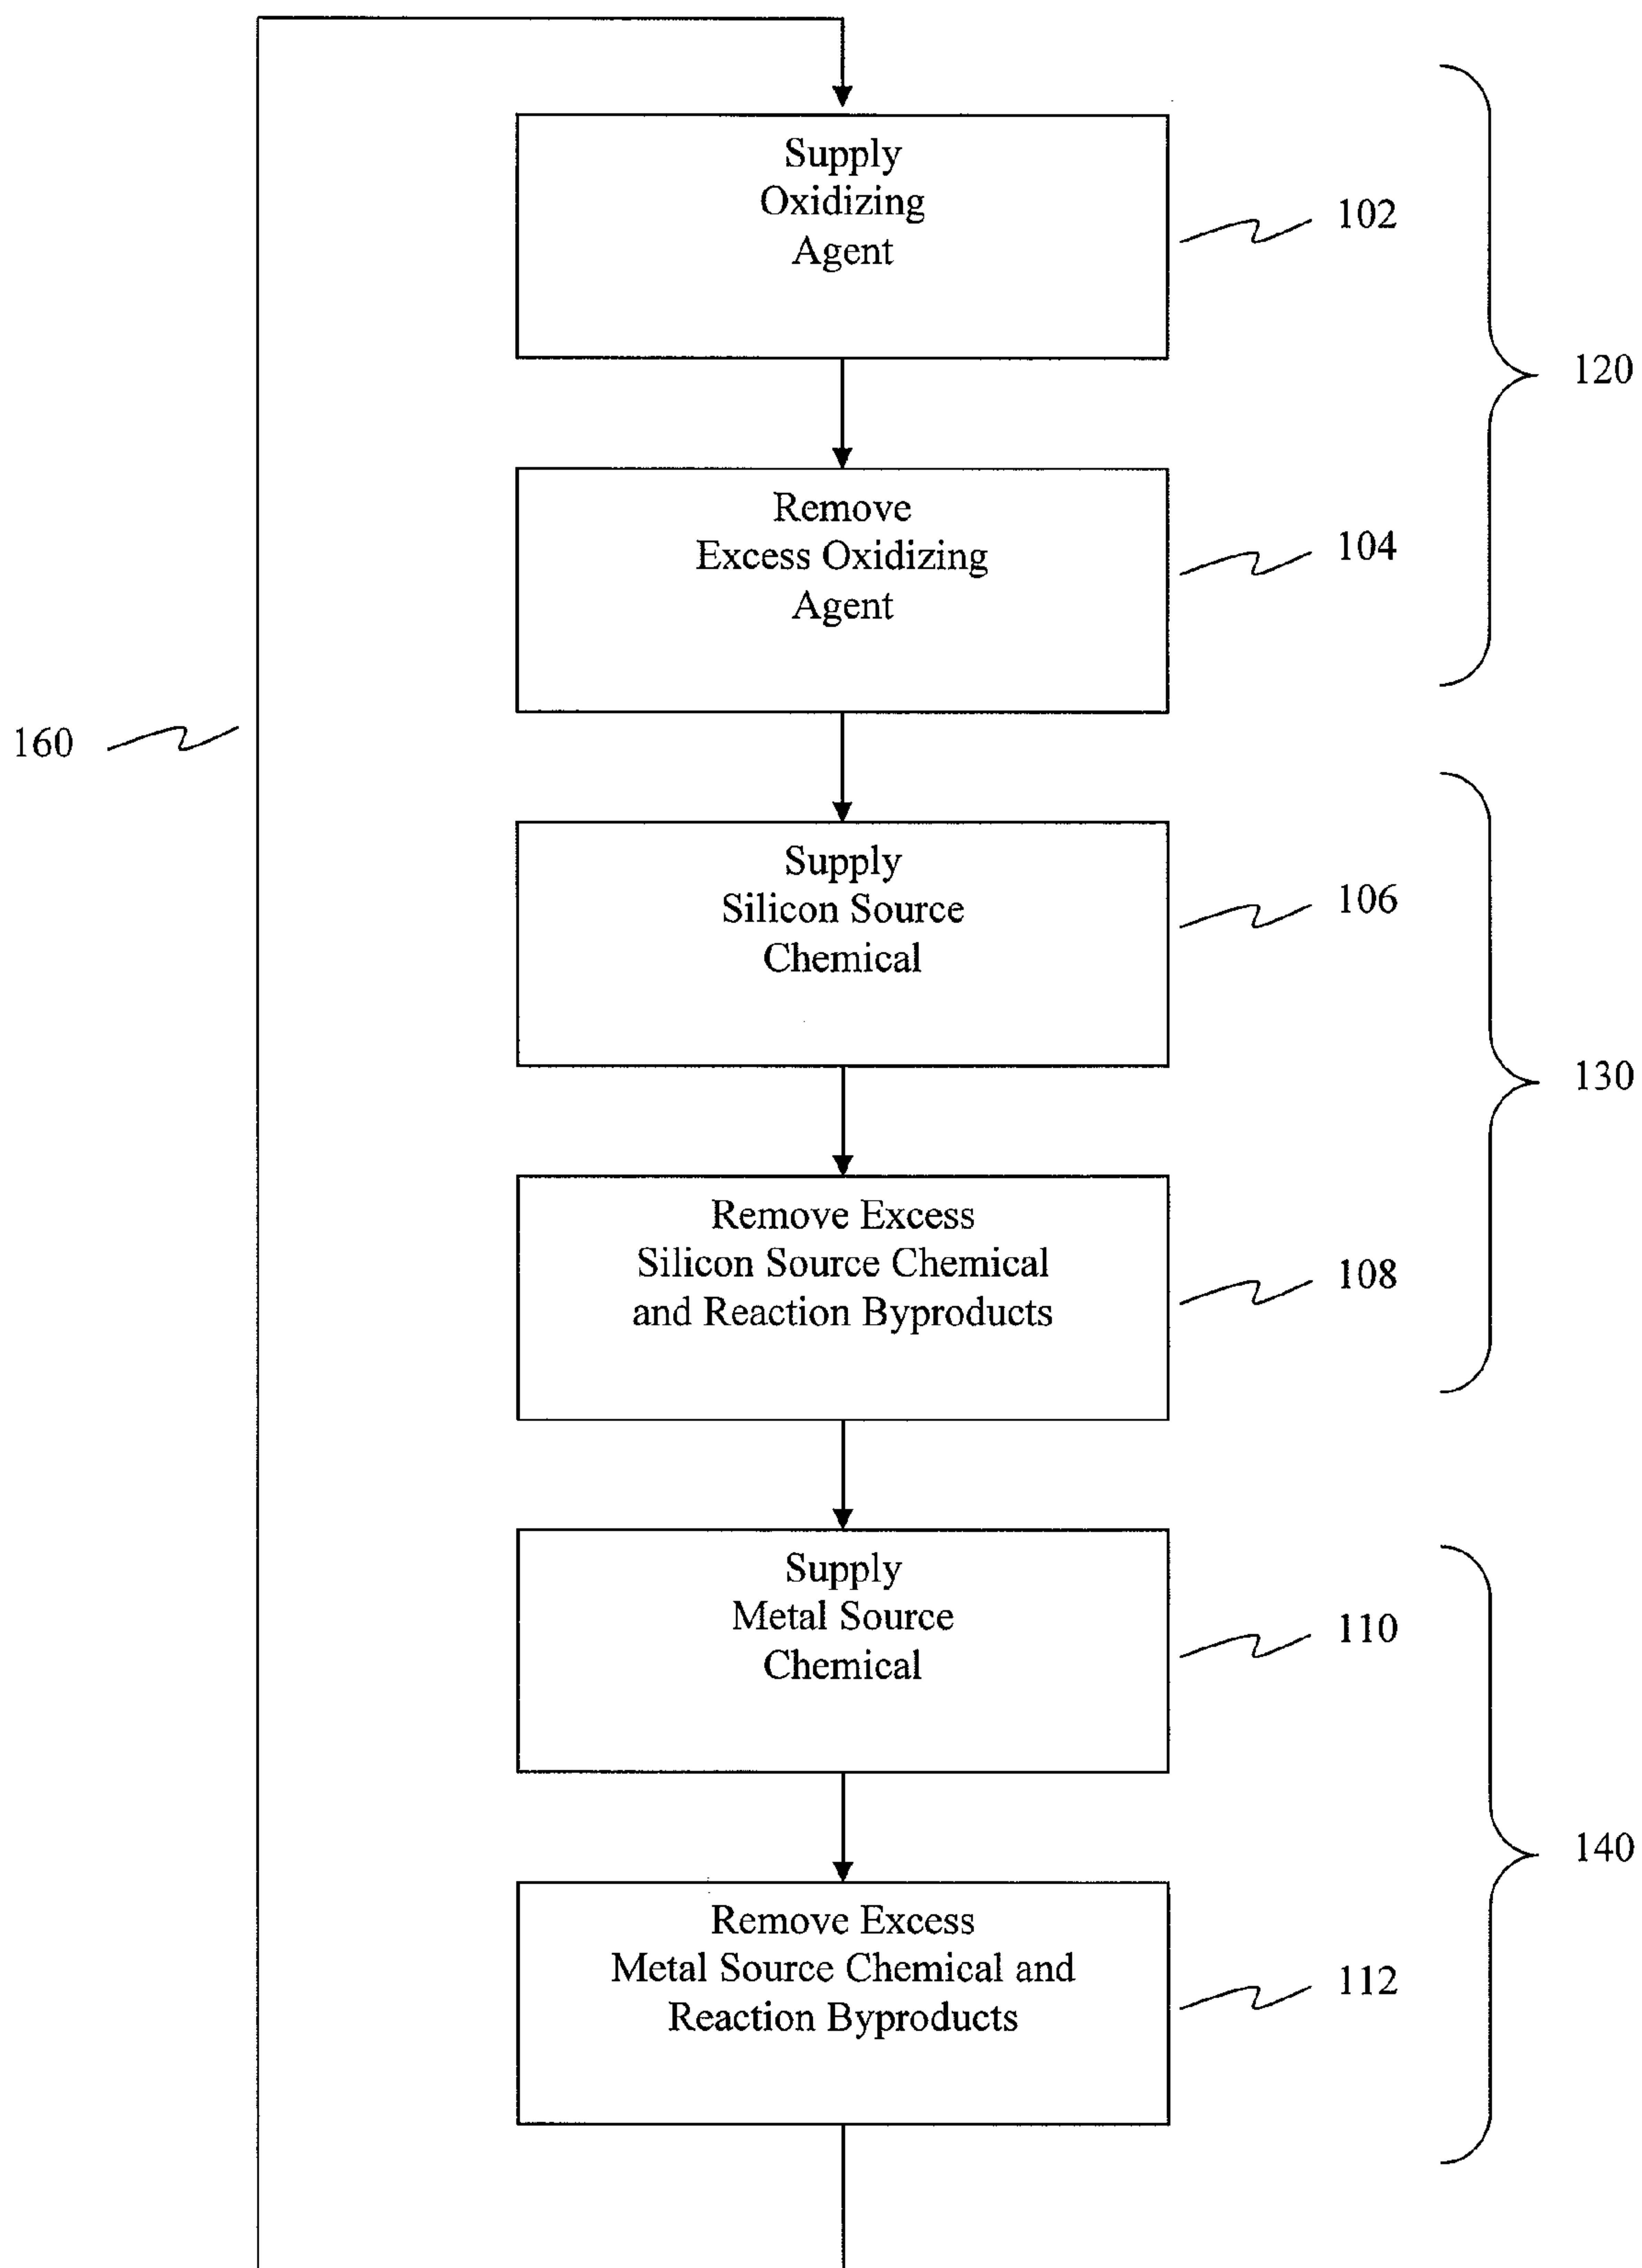 Supply
Oxidizing
Agent
102
120
Remove
Excess Oxidizing
Agent
104
160
Supply
Silicon Source
Chemical
106
130
Remove Excess
Silicon Source Chemical
and Reaction Byproducts
108
Supply
Metal Source
Chemical
110
140
Remove Excess
Metal Source Chemical and
Reaction Byproducts
112